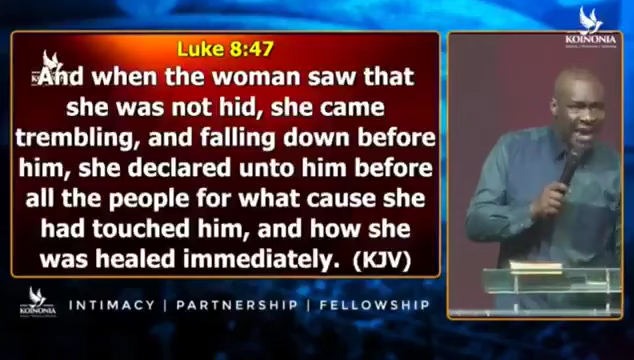 Luke 8:47
And when the woman saw that
she was not hid, she came
trembling, and falling down before
him, she declared unto him before
all the people for what cause she
had touched him, and how she
was healed immediately. (KJV)
KOINONIA
KOINONIA
INTIMACY | PARTNERSHIP | FELLOWSHIP